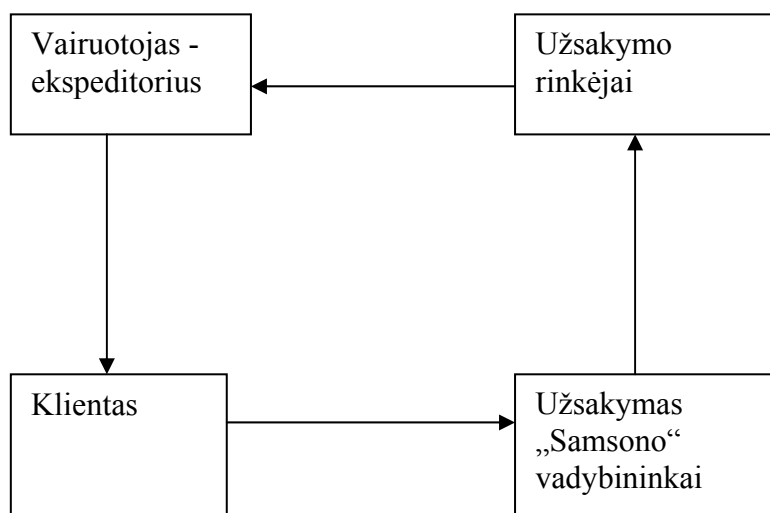 Vairuotojas -
ekspeditorius
Užsakymo
rinkėjai
Klientas
Užsakymas
„Samsono“
vadybininkai